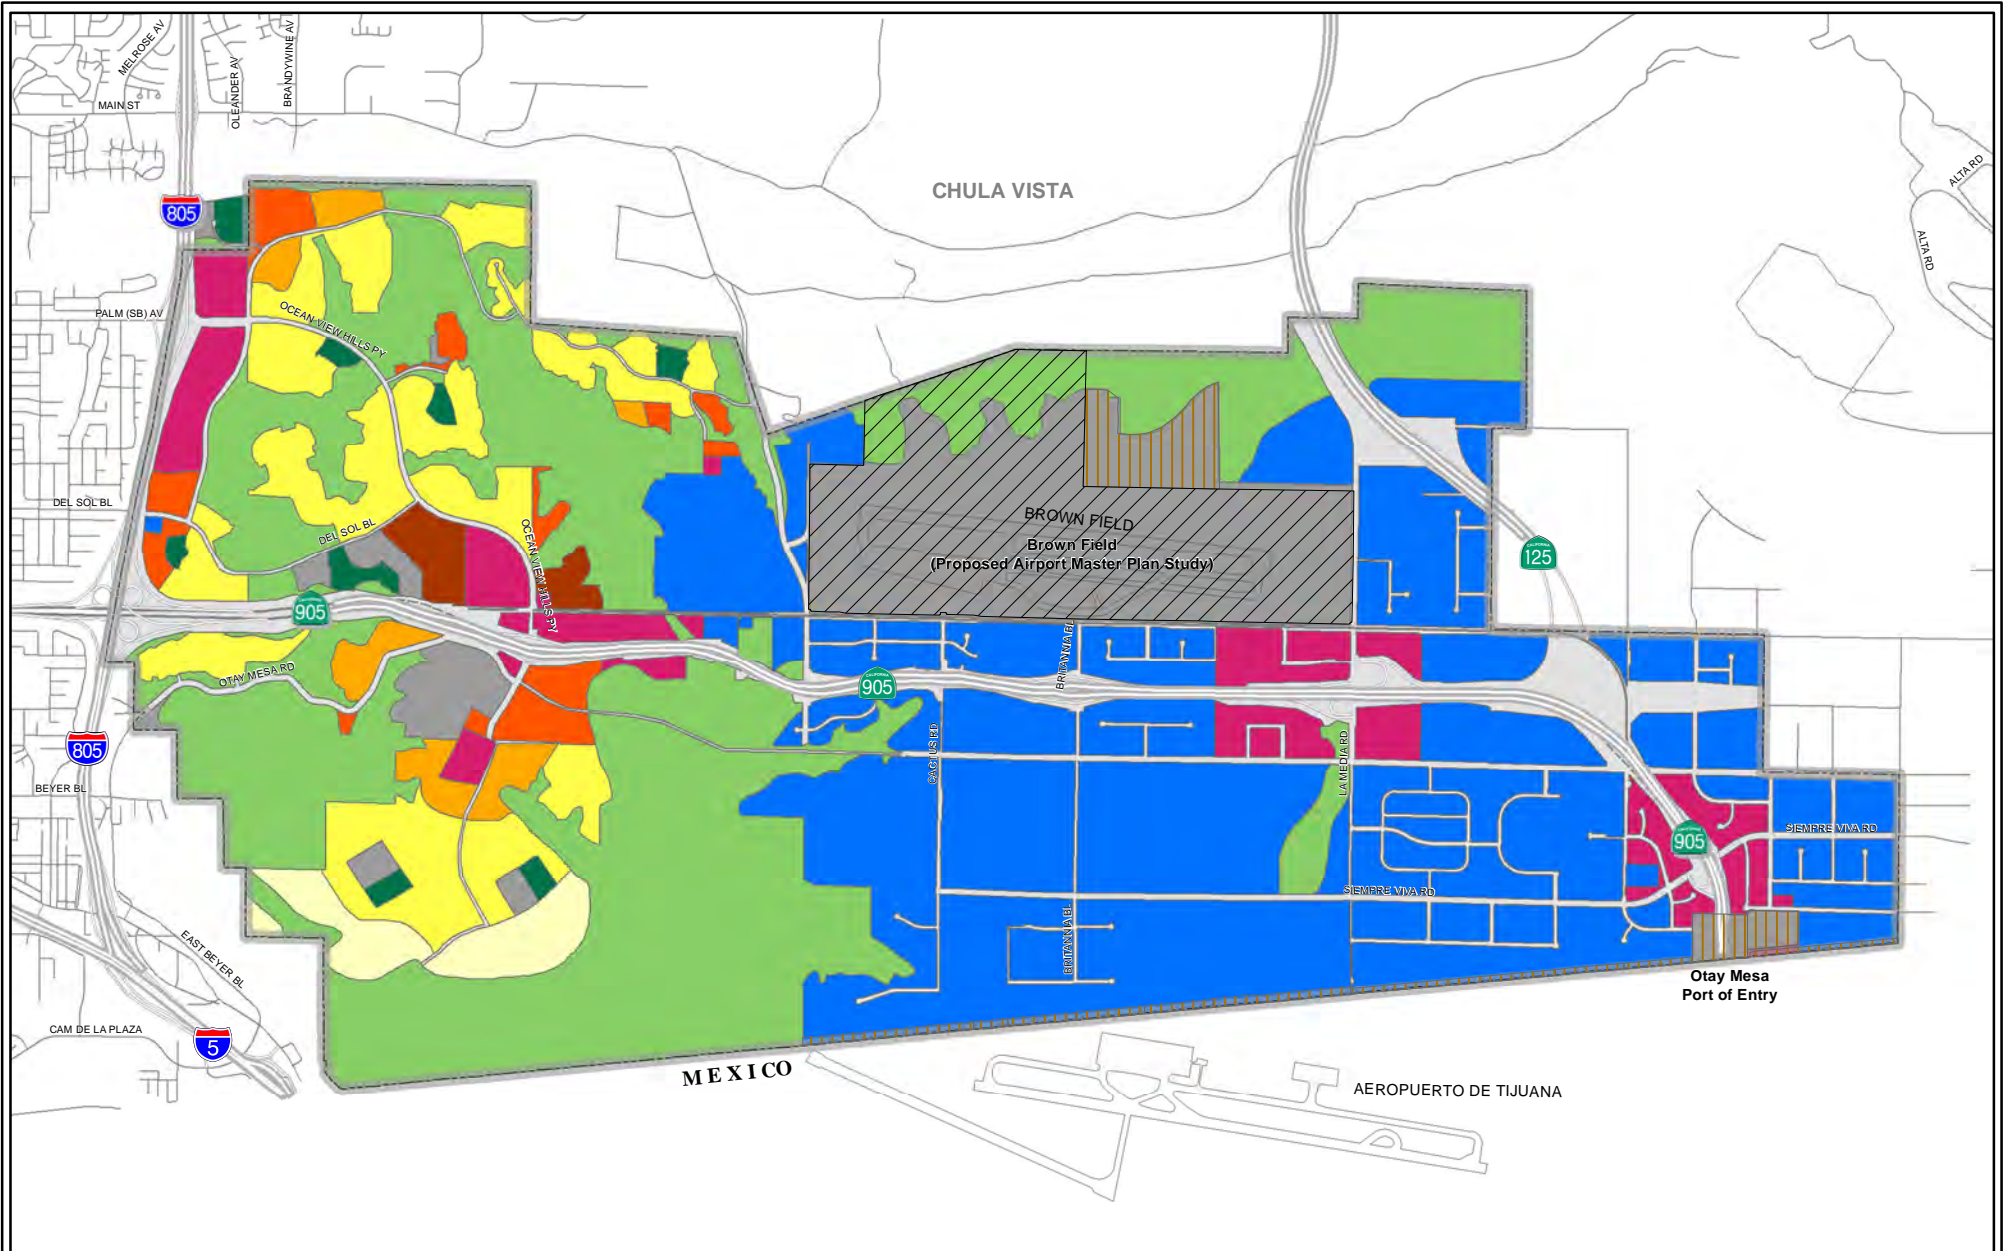 MELROSE AV
OLEANDER AV
BRANDYWINE AV
MAIN ST
805
CHULA VISTA
ALTA RD
ALTA RD
PALM (SB) AV
OCEAN VIEW HILLS PY
DEL SOL BL
DEL SOL BL
OCEAN VIEW HILLS PY
BROWN FIELD
Brown Field
(Proposed Airport Master Plan Study)
CALIFORNIA
125
CALIFORNIA
905
OTAY MESA RD
BRITANNIA BL
CALIFORNIA
905
805
CACTUS RD
LA MEDIA RD
BEYER BL
CALIFORNIA
905
SIEMPRE VIVA RD
SIEMPRE VIVA RD
BRITANNIA BL
EAST BEYER BL
Otay Mesa
Port of Entry
CAM DE LA PLAZA
5
MEXICO
AEROPUERTO DE TIJUANA